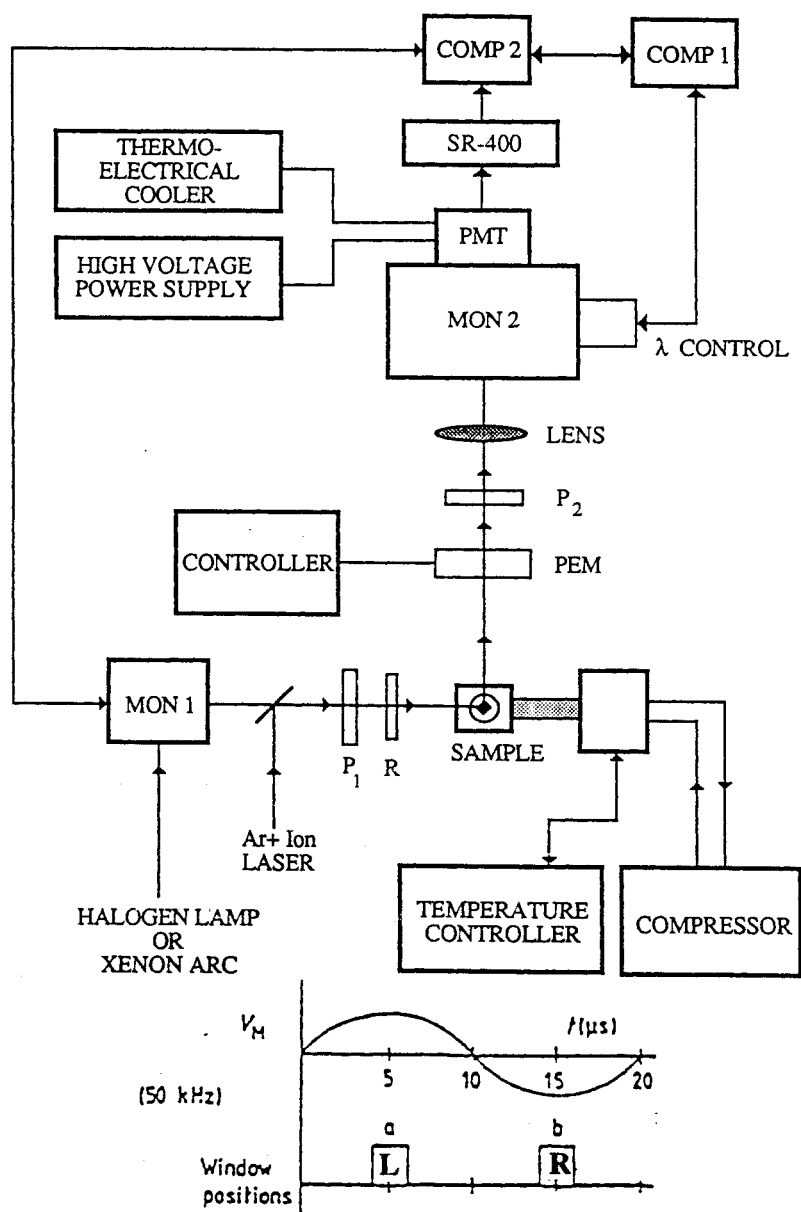 COMP 2
COMP 1
SR-400
THERMO-
ELECTRICAL
COOLER
PMT
HIGH VOLTAGE
POWER SUPPLY
MON 2
λ CONTROL
LENS
P2
CONTROLLER
PEM
MON 1
P1
R
SAMPLE
Ar+ Ion
LASER
HALOGEN LAMP
OR
XENON ARC
TEMPERATURE
CONTROLLER
COMPRESSOR
VM
t(μs)
5
10
15
20
(50 kHz)
a
b
L
R
Window
positions